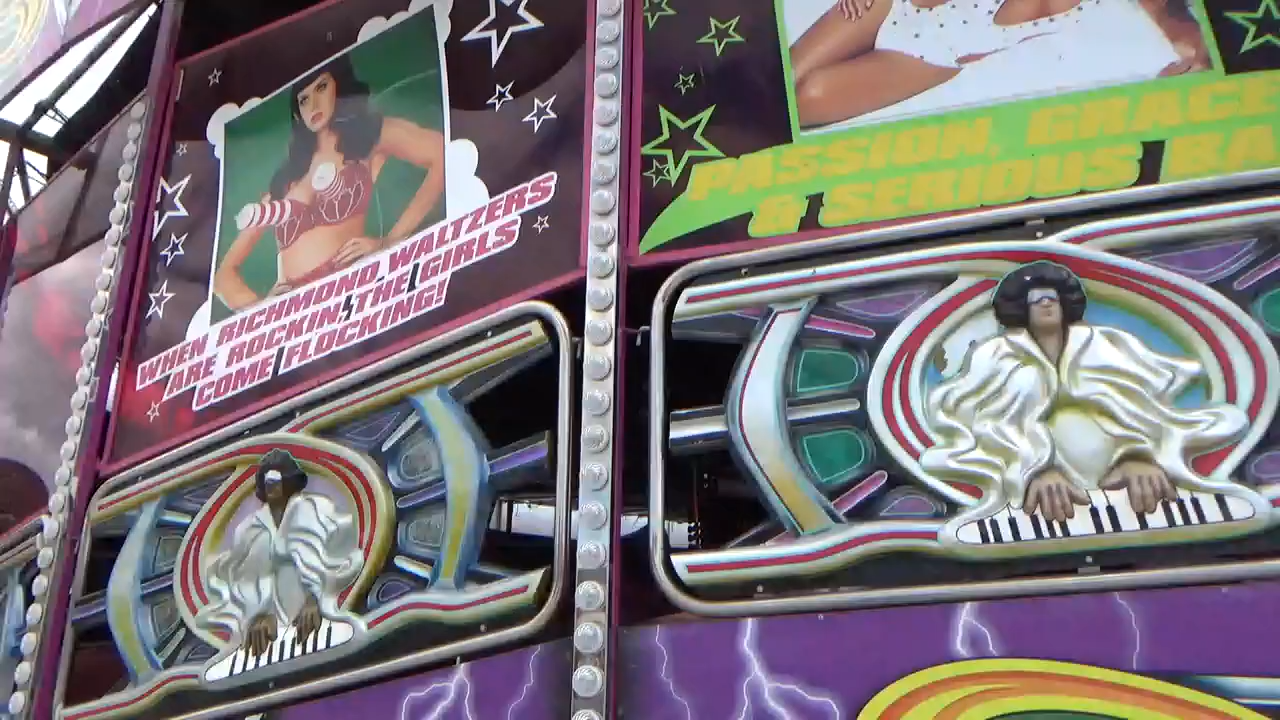 WHEN RICHMOND WALTZERS
ARE ROCKIN, THE GIRLS
COME FLOCKING!
PASSION, GRACE
& SERIOUS